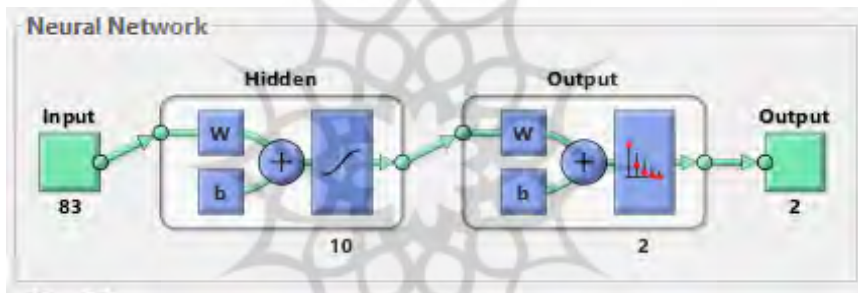 Neural Network
Hidden
Output
Input
Output
W
b
+
W
b
+
83
10
2
2